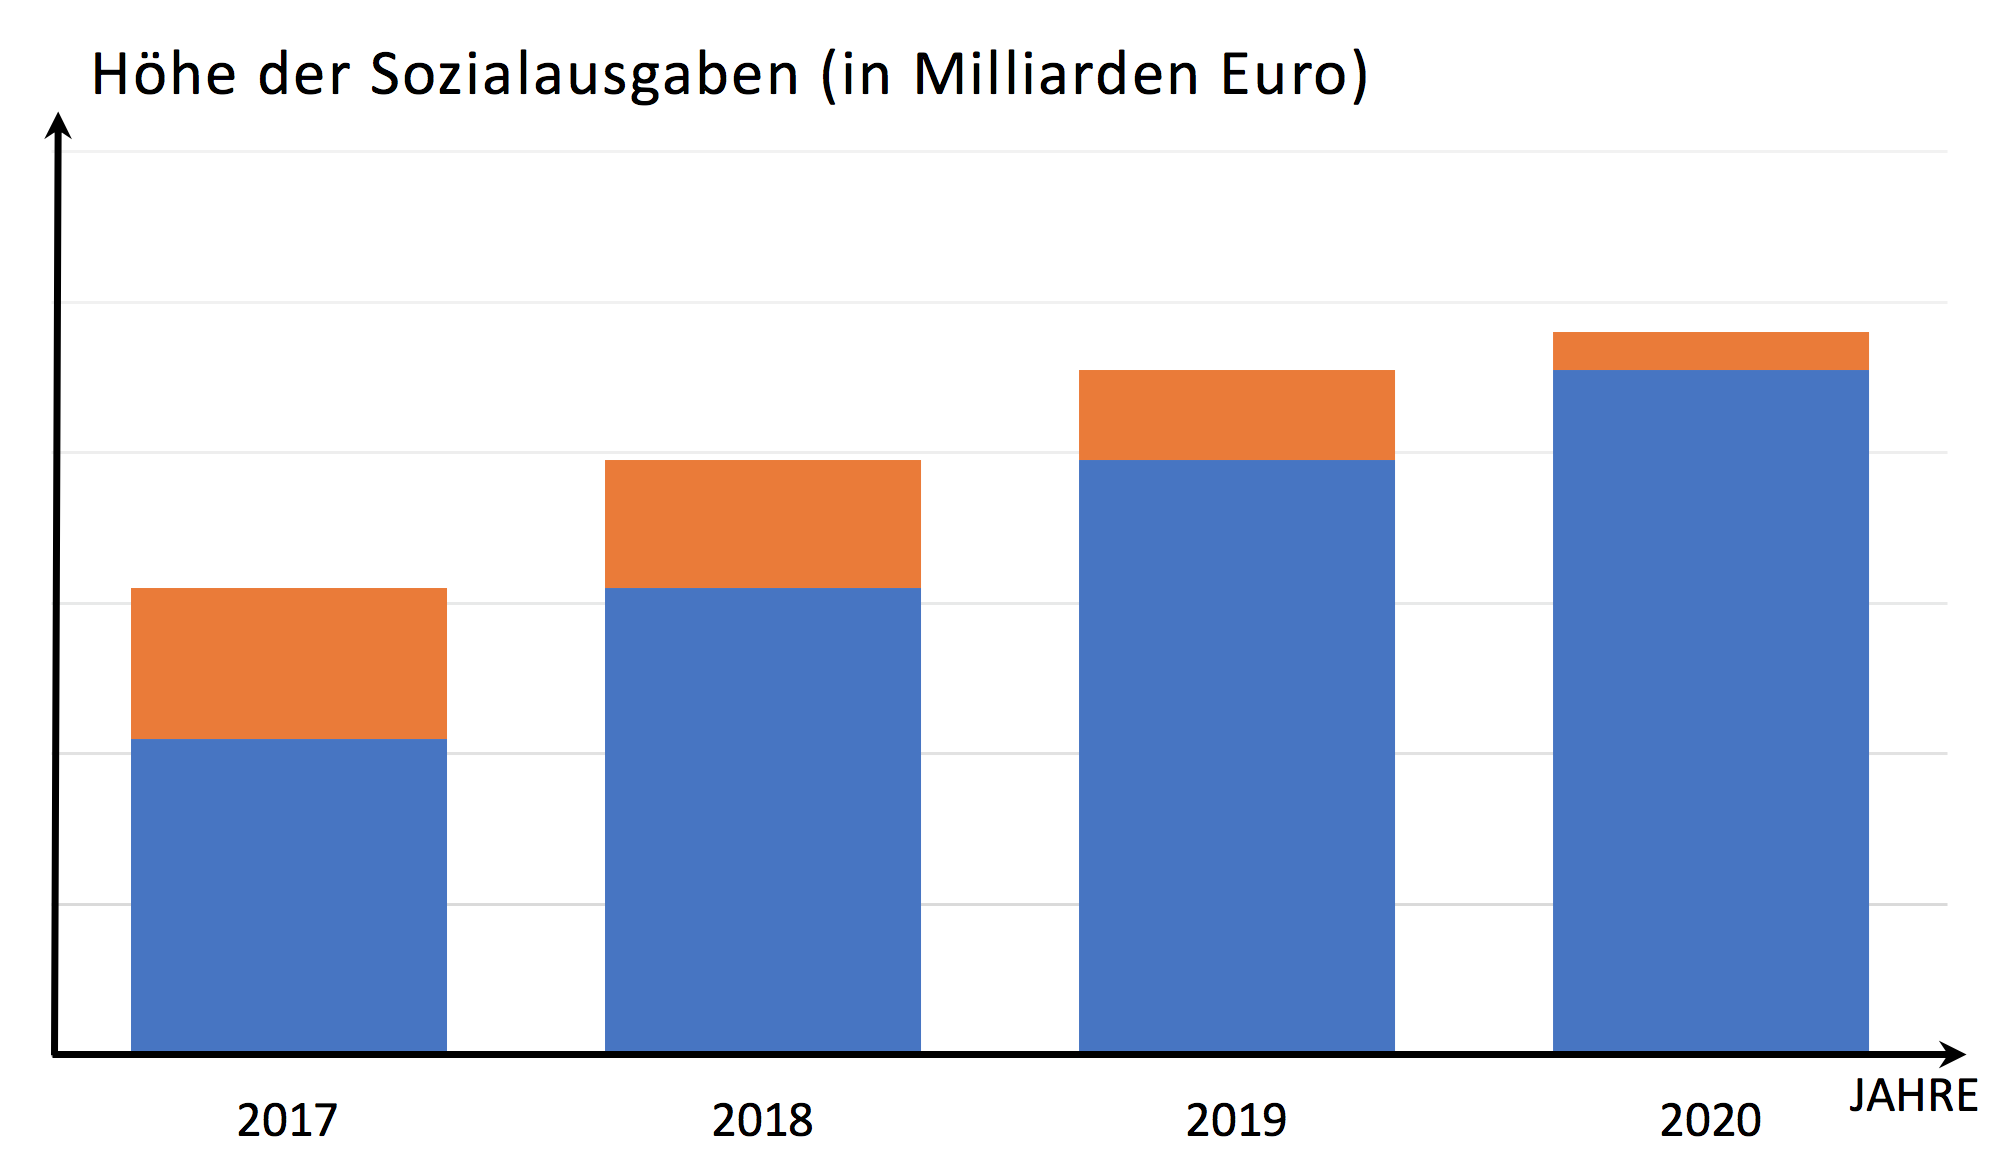 Höhe der Sozialausgaben (in Milliarden Euro)
JAHRE
2017 2018 2019 2020